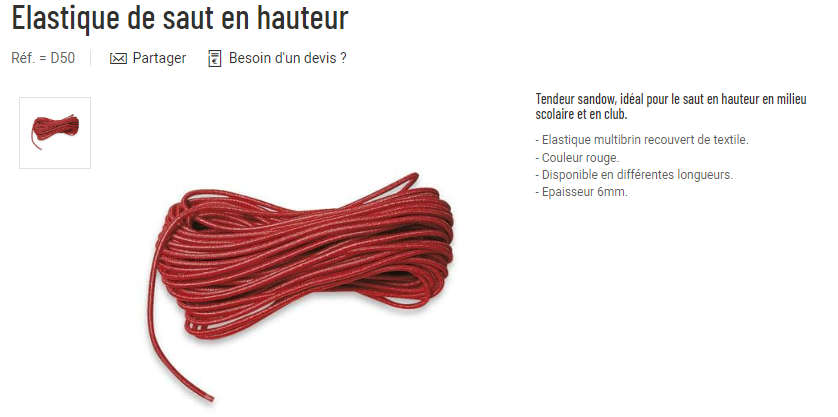 Elastique de saut en hauteur
Réf. = D50
Partager
Besoin d'un devis ?
Tendeur sandow, idéal pour le saut en hauteur en milieu
scolaire et en club.
- Elastique multibrin recouvert de textile.
- Couleur rouge.
- Disponible en différentes longueurs.
- Epaisseur 6mm.